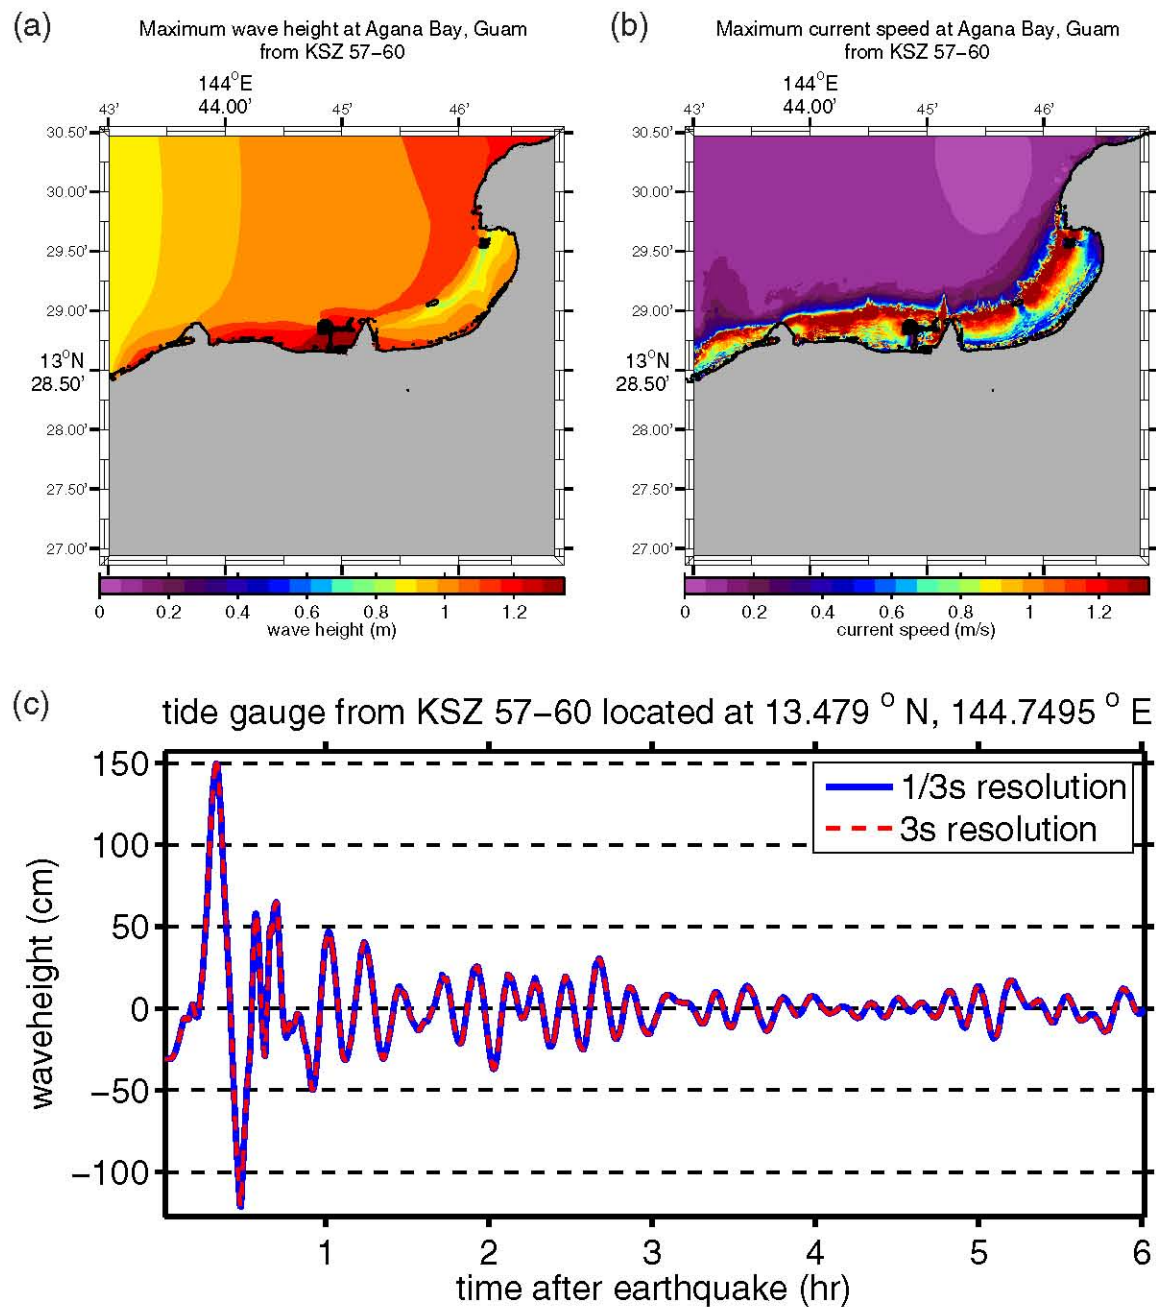 (a)
Maximum wave height at Agana Bay, Guam
from KSZ 57−60
144°E
43' 44.00' 45' 46'
30.50'
30.00'
29.50'
29.00'
13°N
28.50'
28.00'
27.50'
27.00'
0 0.2 0.4 0.6 0.8 1 1.2
wave height (m)
(b)
Maximum current speed at Agana Bay, Guam
from KSZ 57−60
144°E
43' 44.00' 45' 46'
30.50'
30.00'
29.50'
29.00'
13°N
28.50'
28.00'
27.50'
27.00'
0 0.2 0.4 0.6 0.8 1 1.2
current speed (m/s)
(c)
tide gauge from KSZ 57−60 located at 13.479 ° N, 144.7495 ° E
150
100
50
0
−50
−100
waveheight (cm)
1/3s resolution
3s resolution
1 2 3 4 5 6
time after earthquake (hr)